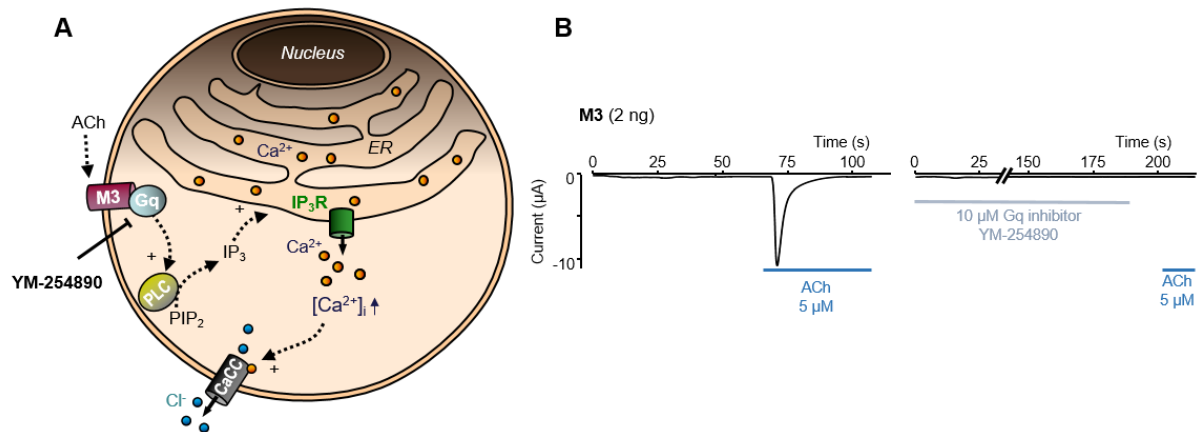 A
Nucleus
ACh
Ca2+
ER
M3
Gq
IP3R
+
Ca2+
IP3
+
YM-254890
PLC
PIP2
[Ca2+]i
+
CaCC
Cl-
B
M3 (2 ng)
Time (s)
Time (s)
0 25 50 75 100
0 25 150 175 200
0
-10
Current (µA)
10 µM Gq inhibitor
YM-254890
ACh
5 µM
ACh
5 µM